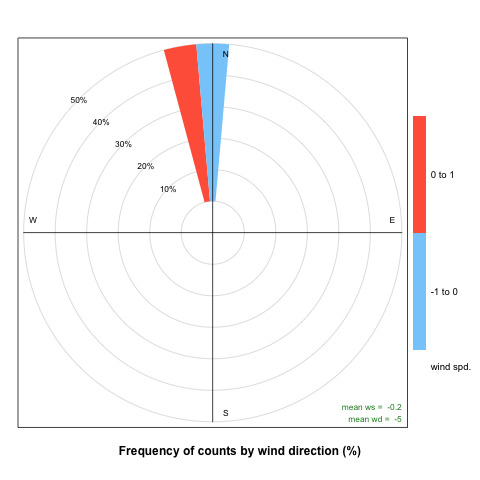 N
50%
40%
30%
20%
10%
W
E
S
0 to 1
-1 to 0
wind spd.
mean ws = -0.2
mean wd = -5
Frequency of counts by wind direction (%)